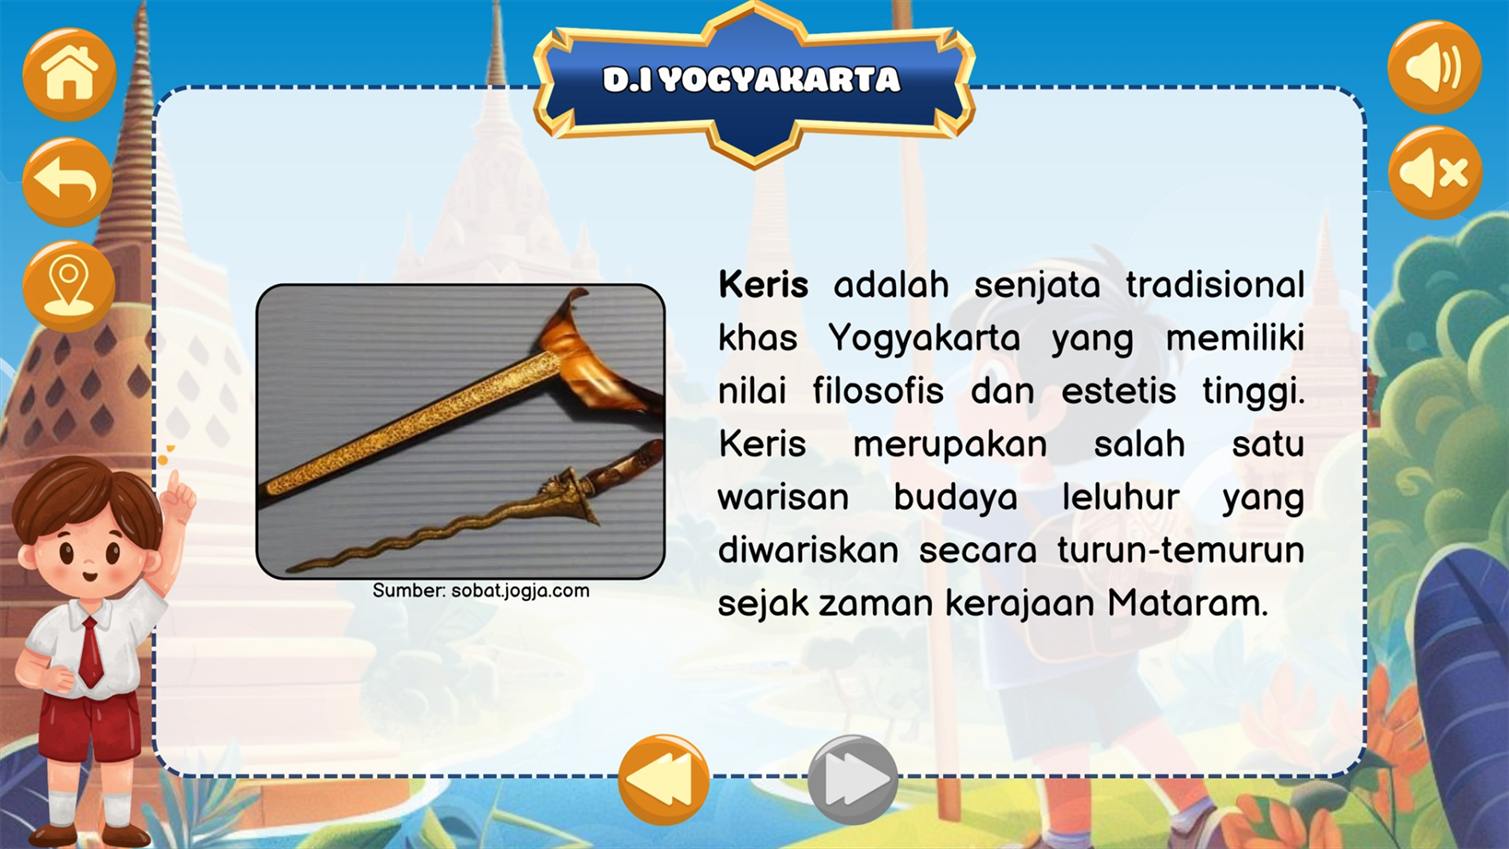 D.I YOGYAKARTA
Keris adalah senjata tradisional
khas Yogyakarta yang memiliki
nilai filosofis dan estetis tinggi.
Keris merupakan salah satu
warisan budaya leluhur yang
diwariskan secara turun-temurun
sejak zaman kerajaan Mataram.
Sumber: sobat.jogja.com